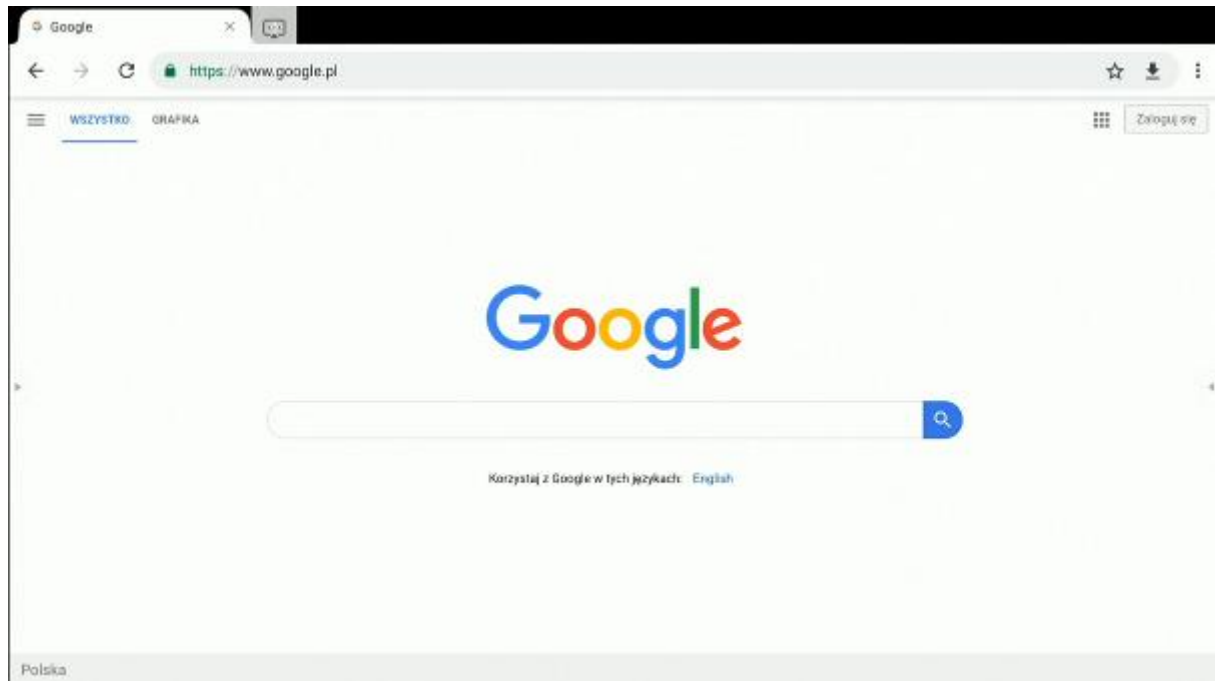 Google
https://www.google.pl
WSZYSTKO GRAFIKA
Zaloguj się
Google
Korzystaj z Google w tych językach: English
Polska